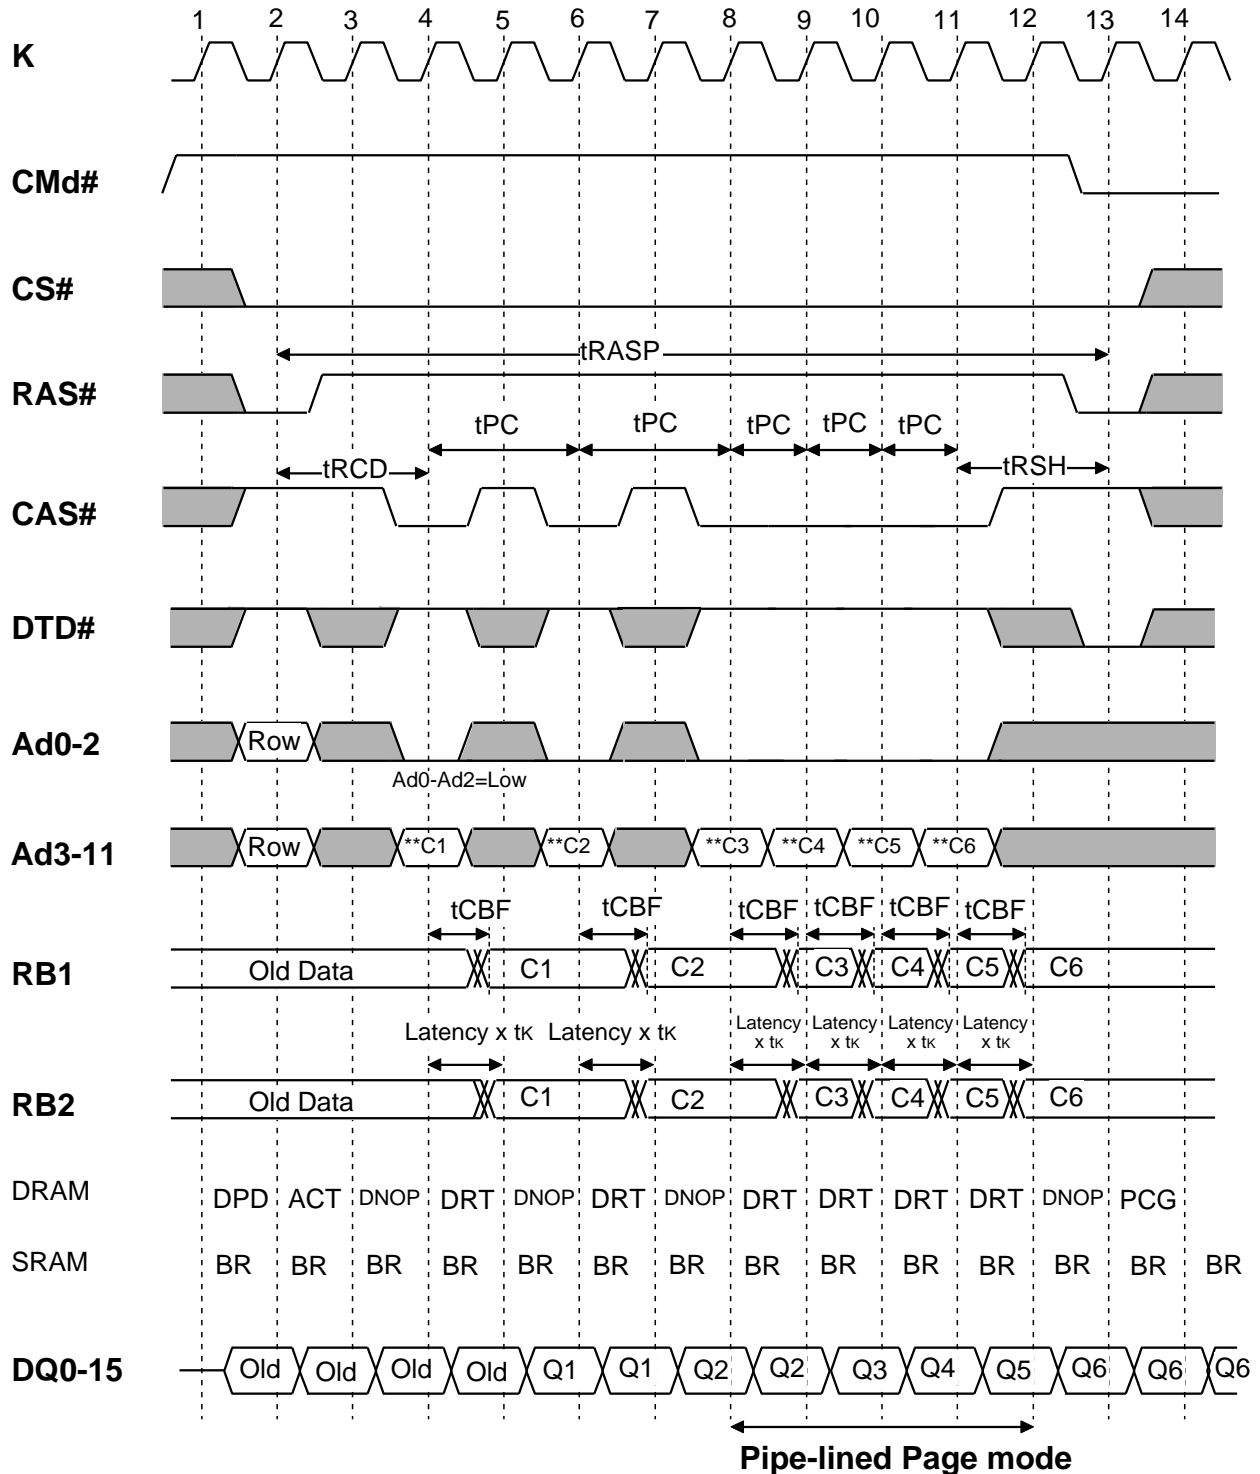 1 2 3 4 5 6 7 8 9 10 11 12 13 14
K
CMd#
CS#
tRASP
RAS#
tPC tPC tPC tPC tPC
tRCD tRSH
CAS#
DTD#
Ad0-2 Row
Ad0-Ad2=Low
Ad3-11 Row **C1 **C2 **C3 **C4 **C5 **C6
tCBF tCBF tCBF tCBF tCBF tCBF
RB1 Old Data C1 C2 C3 C4 C5 C6
Latency x tK Latency x tK Latency x tK Latency x tK Latency x tK Latency x tK
RB2 Old Data C1 C2 C3 C4 C5 C6
DRAM DPD ACT DNOP DRT DNOP DRT DNOP DRT DRT DRT DRT DNOP PCG
SRAM BR BR BR BR BR BR BR BR BR BR BR BR BR BR
DQ0-15 Old Old Old Old Q1 Q1 Q2 Q2 Q3 Q4 Q5 Q6 Q6 Q6
Pipe-lined Page mode